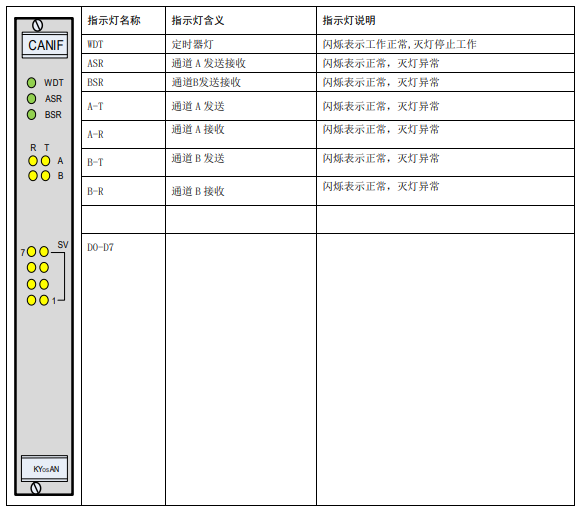 CANIF
WDT
ASR
BSR
R T
A
B
SV
7
1
KYOSAN
指示灯名称 指示灯含义 指示灯说明
WDT 定时器灯 闪烁表示工作正常,灭灯停止工作
ASR 通道 A 发送接收 闪烁表示正常，灭灯异常
BSR 通道B发送接收 闪烁表示正常，灭灯异常
A-T 通道 A 发送 闪烁表示正常，灭灯异常
A-R 通道 A 接收 闪烁表示正常，灭灯异常
B-T 通道 B 发送 闪烁表示正常，灭灯异常
B-R 通道 B 接收 闪烁表示正常，灭灯异常
D0-D7